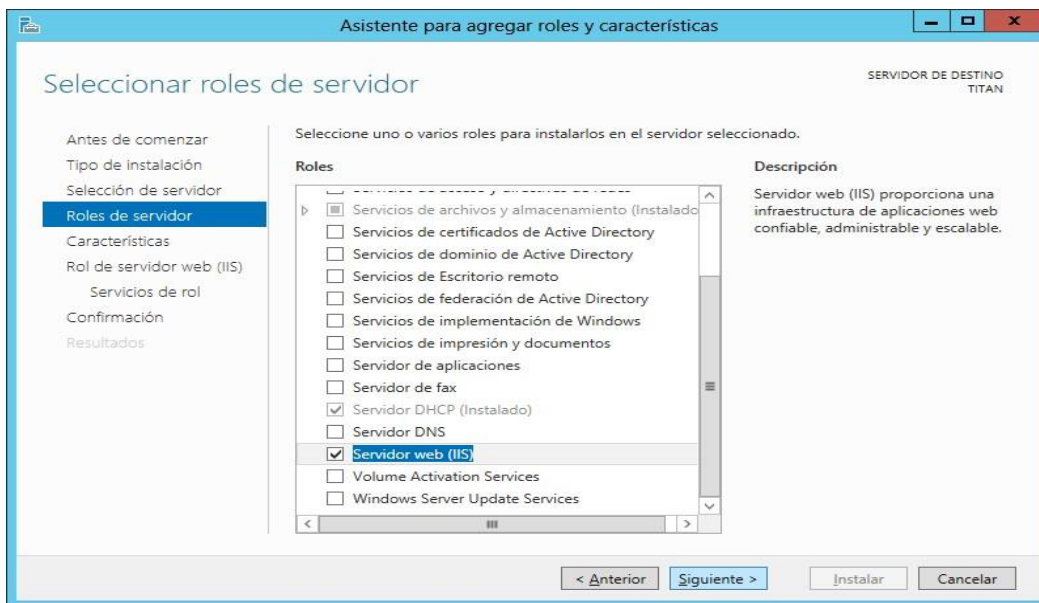 Asistente para agregar roles y características
Seleccionar roles de servidor
SERVIDOR DE DESTINO
TITAN
Antes de comenzar
Tipo de instalación
Selección de servidor
Roles de servidor
Características
Rol de servidor web (IIS)
Servicios de rol
Confirmación
Resultados
Seleccione uno o varios roles para instalarlos en el servidor seleccionado.
Roles
Servicios de archivos y almacenamiento (Instalado
Servicios de certificados de Active Directory
Servicios de dominio de Active Directory
Servicios de Escritorio remoto
Servicios de federación de Active Directory
Servicios de implementación de Windows
Servicios de impresión y documentos
Servidor de aplicaciones
Servidor de fax
Servidor DHCP (Instalado)
Servidor DNS
Servidor web (IIS)
Volume Activation Services
Windows Server Update Services
Descripción
Servidor web (IIS) proporciona una
infraestructura de aplicaciones web
confiable, administrable y escalable.
< Anterior
Siguiente >
Instalar
Cancelar